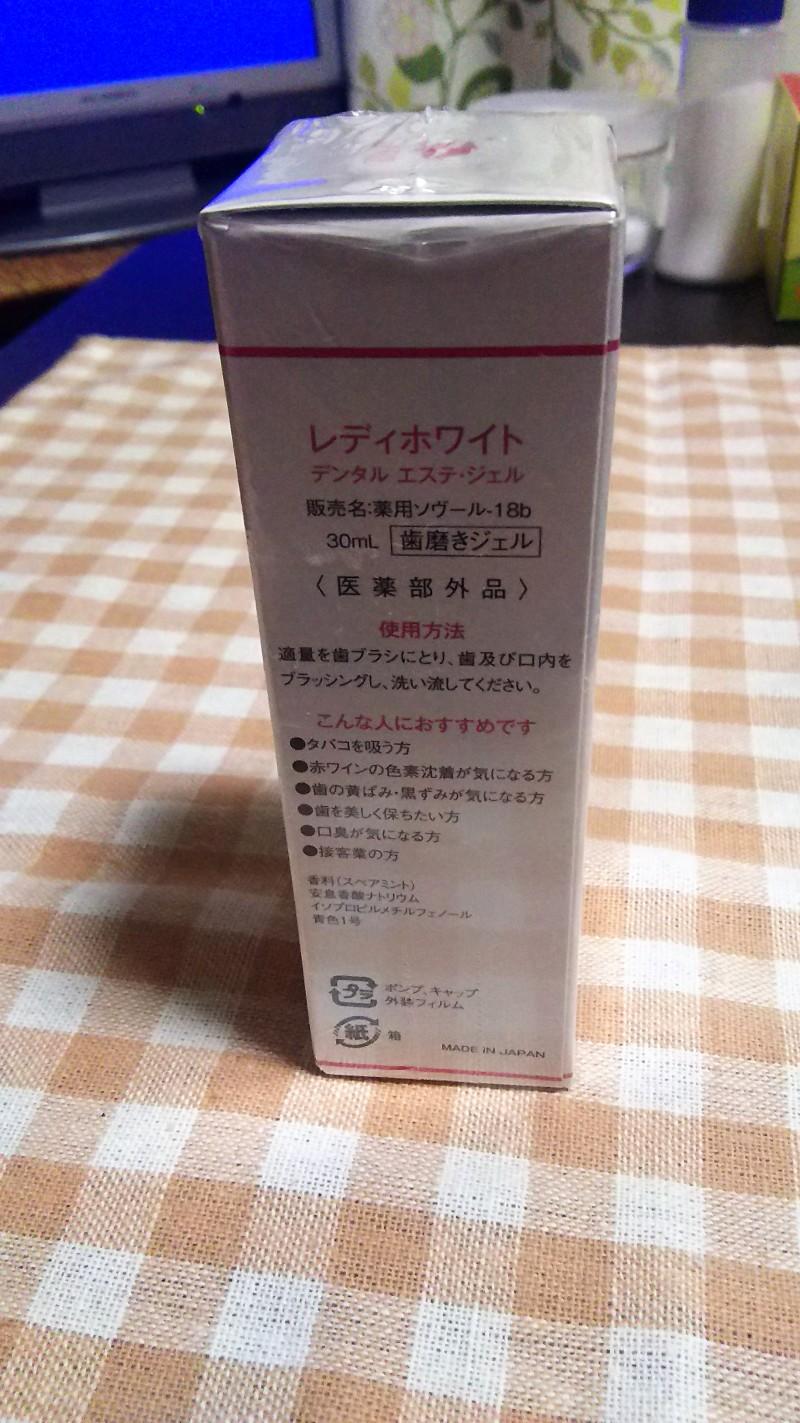 レディホワイト
デンタル エステ・ジェル
販売名:薬用ソヴール-18b
30mL 歯磨きジェル
〈医薬部外品〉
使用方法
適量を歯ブラシにとり、歯及び口内を
ブラッシングし、洗い流してください。
こんな人におすすめです
●タバコを吸う方
●赤ワインの色素沈着が気になる方
●歯の黄ばみ・黒ずみが気になる方
●歯を美しく保ちたい方
●口臭が気になる方
●接客業の方
香料(スペアミント)
安息香酸ナトリウム
イソプロピルメチルフェノール
青色1号
プラ ポンプ、キャップ
外装フィルム
紙 箱
MADE IN JAPAN